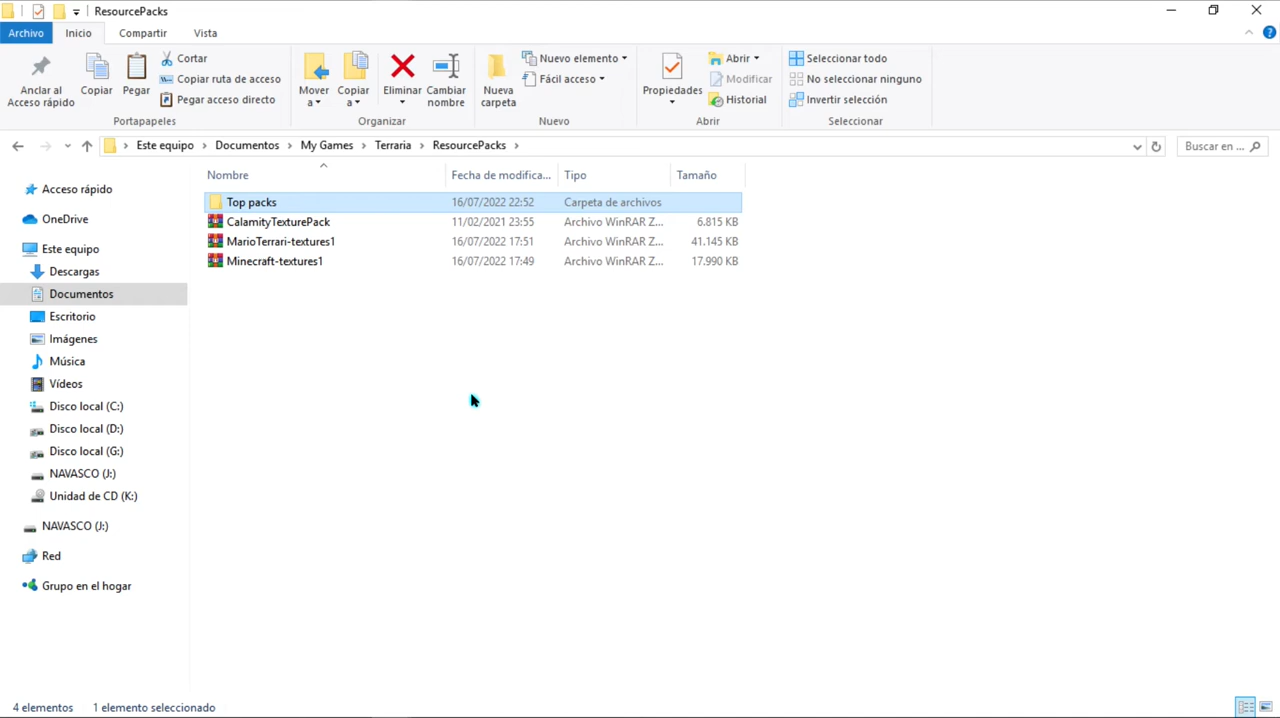 ResourcePacks
Archivo Inicio Compartir Vista
Anclar al Acceso rápido
Copiar
Pegar
Cortar
Copiar ruta de acceso
Pegar acceso directo
Portapapeles
Mover a
Copiar a
Eliminar
Cambiar nombre
Organizar
Nueva carpeta
Nuevo elemento
Fácil acceso
Nuevo
Propiedades
Abrir
Modificar
Historial
Abrir
Seleccionar todo
No seleccionar ninguno
Invertir selección
Seleccionar
Este equipo Documentos My Games Terraria ResourcePacks
Buscar en ...
Nombre Fecha de modifica... Tipo Tamaño
Top packs 16/07/2022 22:52 Carpeta de archivos
CalamityTexturePack 11/02/2021 23:55 Archivo WinRAR Z... 6.815 KB
MarioTerrari-textures1 16/07/2022 17:51 Archivo WinRAR Z... 41.145 KB
Minecraft-textures1 16/07/2022 17:49 Archivo WinRAR Z... 17.990 KB
Acceso rápido
OneDrive
Este equipo
Descargas
Documentos
Escritorio
Imágenes
Música
Vídeos
Disco local (C:)
Disco local (D:)
Disco local (G:)
NAVASCO (J:)
Unidad de CD (K:)
NAVASCO (J:)
Red
Grupo en el hogar
4 elementos 1 elemento seleccionado